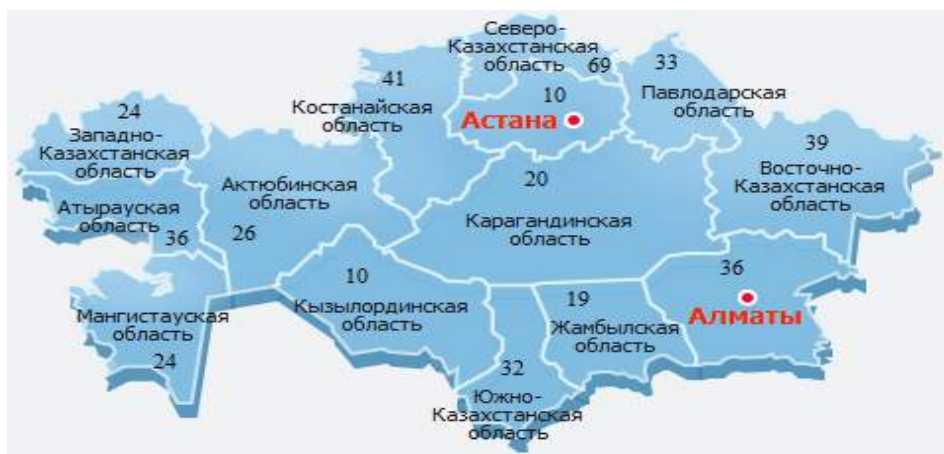 Северо-
Казахстанская
область
69
33
Павлодарская
область
41
Костанайская
область
10
Астана
24
Западно-
Казахстанская
область
39
Восточно-
Казахстанская
область
Актюбинская
область
26
20
Карагандинская
область
Атырауская
область
36
10
Кызылординская
область
19
Жамбылская
область
36
Алматы
Мангистауская
область
24
32
Южно-
Казахстанская
область